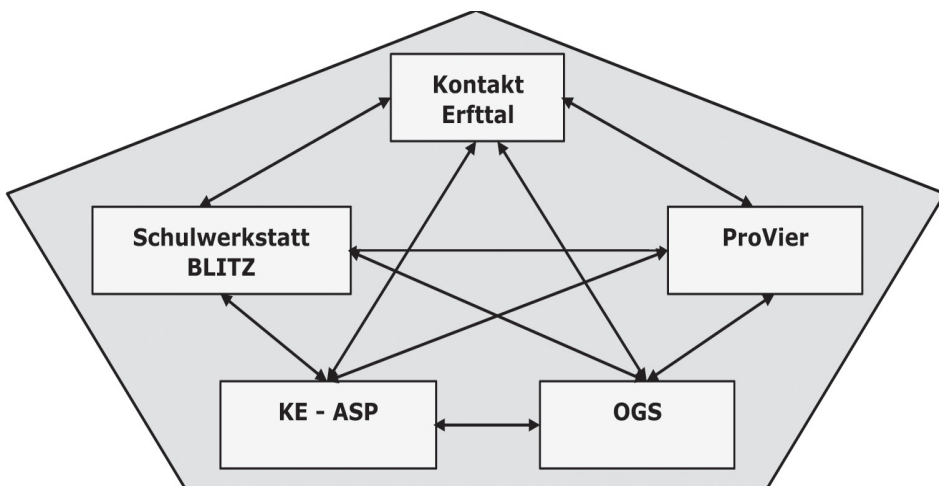 Kontakt
Erfttal
Schulwerkstatt
BLITZ
ProVier
KE - ASP
OGS